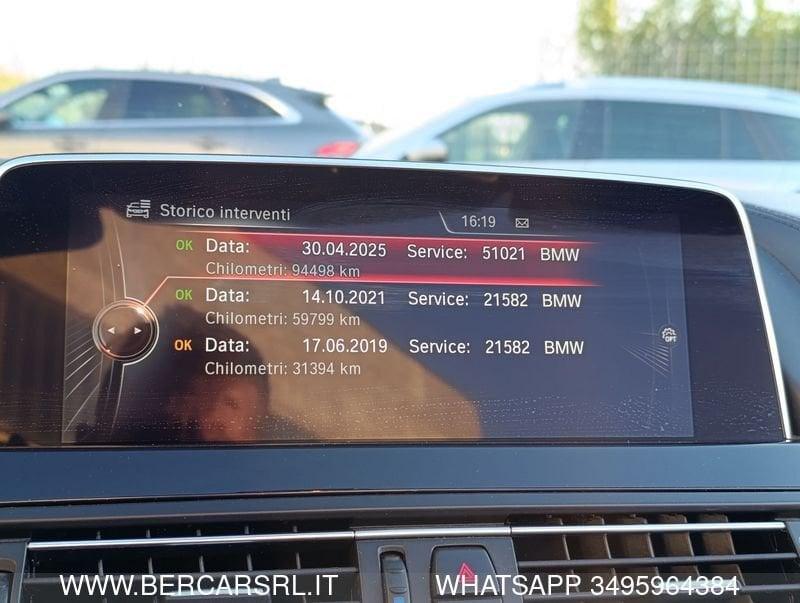 Storico interventi
16:19
OK Data: 30.04.2025 Service: 51021 BMW
Chilometri: 94498 km
OK Data: 14.10.2021 Service: 21582 BMW
Chilometri: 59799 km
OK Data: 17.06.2019 Service: 21582 BMW
Chilometri: 31394 km
OPT
WWW.BERCARSRL.IT
WHATSAPP 3495964384